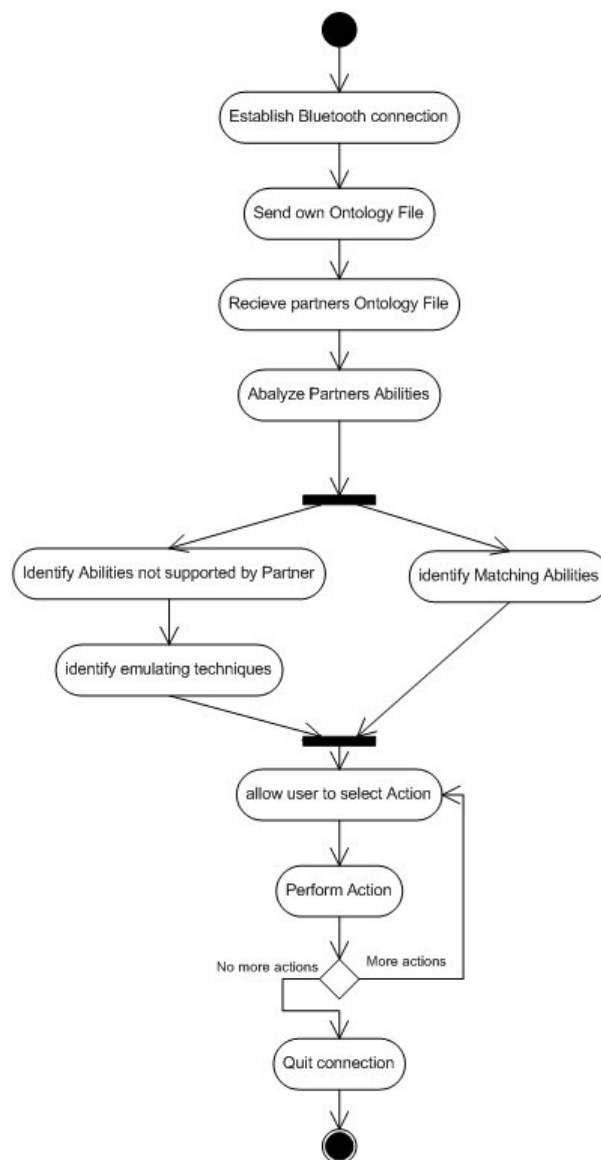 Establish Bluetooth connection
Send own Ontology File
Recieve partners Ontology File
Abalyze Partners Abilities
Identify Abilities not supported by Partner
identify Matching Abilities
identify emulating techniques
allow user to select Action
Perform Action
No more actions
More actions
Quit connection